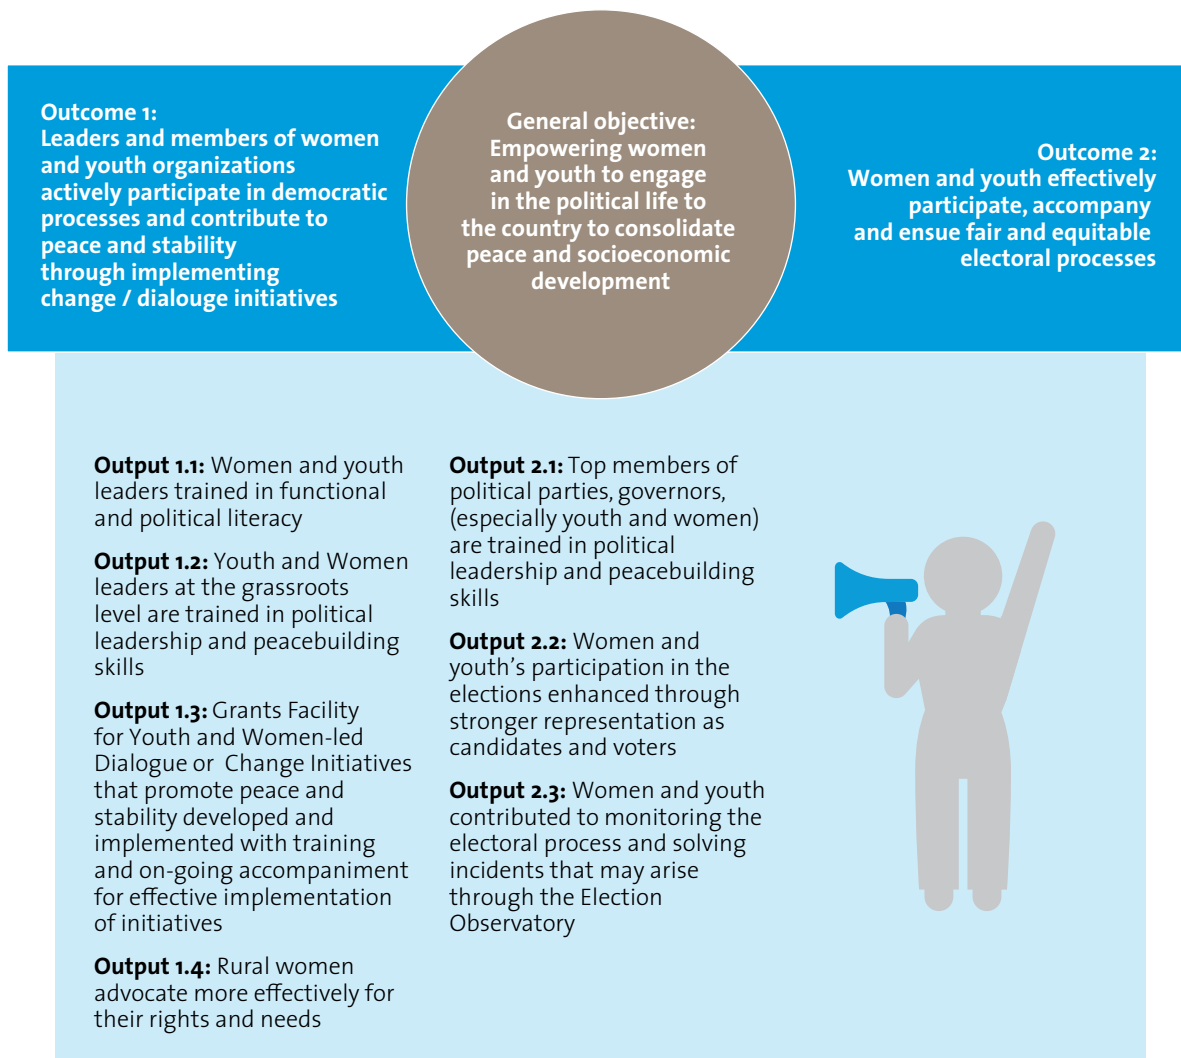 Outcome 1:
Leaders and members of women
and youth organizations
actively participate in democratic
processes and contribute to
peace and stability
through implementing
change / dialouge initiatives
General objective:
Empowering women
and youth to engage
in the political life to
the country to consolidate
peace and socioeconomic
development
Outcome 2:
Women and youth effectively
participate, accompany
and ensue fair and equitable
electoral processes
Output 1.1: Women and youth
leaders trained in functional
and political literacy
Output 1.2: Youth and Women
leaders at the grassroots
level are trained in political
leadership and peacebuilding
skills
Output 1.3: Grants Facility
for Youth and Women-led
Dialogue or Change Initiatives
that promote peace and
stability developed and
implemented with training
and on-going accompaniment
for effective implementation
of initiatives
Output 1.4: Rural women
advocate more effectively for
their rights and needs
Output 2.1: Top members of
political parties, governors,
(especially youth and women)
are trained in political
leadership and peacebuilding
skills
Output 2.2: Women and
youth’s participation in the
elections enhanced through
stronger representation as
candidates and voters
Output 2.3: Women and youth
contributed to monitoring the
electoral process and solving
incidents that may arise
through the Election
Observatory